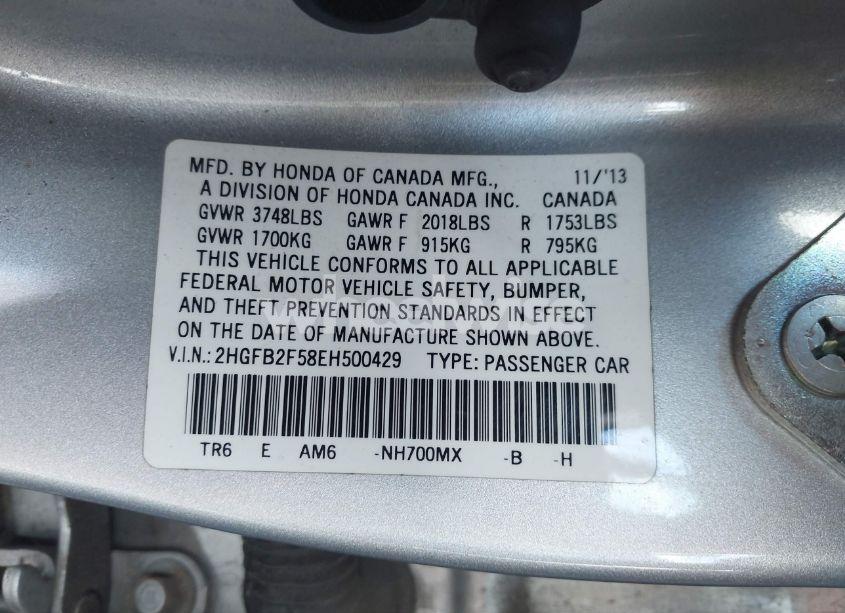 MFD. BY HONDA OF CANADA MFG., 11/'13
A DIVISION OF HONDA CANADA INC. CANADA
GVWR 3748LBS GAWR F 2018LBS R 1753LBS
GVWR 1700KG GAWR F 915KG R 795KG
THIS VEHICLE CONFORMS TO ALL APPLICABLE
FEDERAL MOTOR VEHICLE SAFETY, BUMPER,
AND THEFT PREVENTION STANDARDS IN EFFECT
ON THE DATE OF MANUFACTURE SHOWN ABOVE.
V.I.N.: 2HGFB2F58EH500429 TYPE: PASSENGER CAR
TR6 E AM6 -NH700MX -B -H